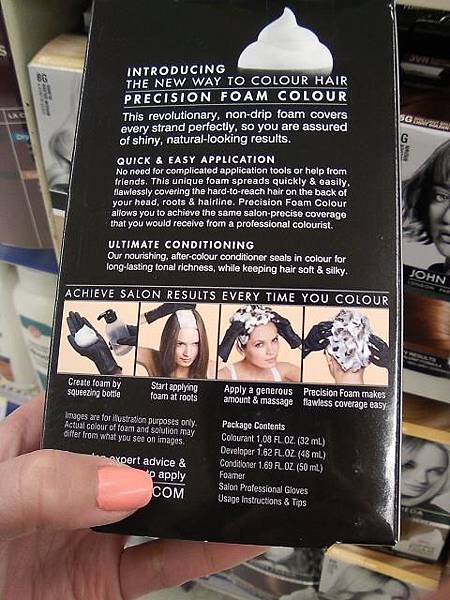 INTRODUCING
THE NEW WAY TO COLOUR HAIR
PRECISION FOAM COLOUR
This revolutionary, non-drip foam covers
every strand perfectly, so you are assured
of shiny, natural-looking results.
QUICK & EASY APPLICATION
No need for complicated application tools or help from
friends. This unique foam spreads quickly & easily,
flawlessly covering the hard-to-reach hair on the back
of your head, roots & hairline. Precision Foam Colour
allows you to achieve the same salon-precise coverage
that you would receive from a professional colourist.
ULTIMATE CONDITIONING
Our nourishing, after-colour conditioner seals in colour for
long-lasting tonal richness, while keeping hair soft & silky.
ACHIEVE SALON RESULTS EVERY TIME YOU COLOUR
Create foam by
squeezing bottle
Start applying
foam at roots
Apply a generous
amount & massage
Precision Foam makes
flawless coverage easy
Images are for illustration purposes only.
Actual colour of foam and solution may
differ from what you see on images.
expert advice &
to apply
.COM
Package Contents
Colourant 1.08 FL.OZ. (32 mL)
Developer 1.62 FL.OZ. (48 mL)
Conditioner 1.69 FL.OZ. (50 mL)
Foamer
Salon Professional Gloves
Usage Instructions & Tips
8G
6G
JOHN